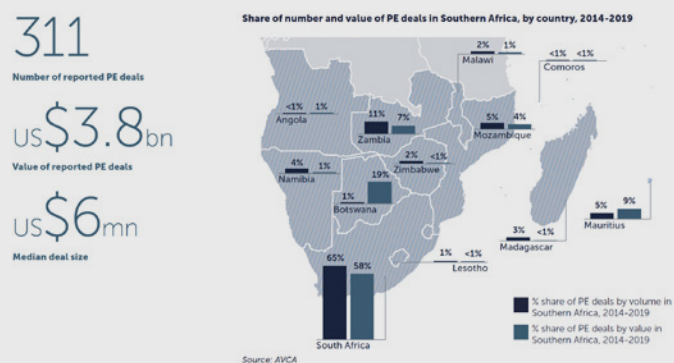 311
Number of reported PE deals
US$3.8bn
Value of reported PE deals
US$6mn
Median deal size
Share of number and value of PE deals in Southern Africa, by country, 2014-2019
2% 1%
Malawi
<1% <1%
Comoros
<1% 1%
Angola
11% 7%
Zambia
5% 4%
Mozambique
4% 1%
Namibia
2% <1%
Zimbabwe
1% 19%
Botswana
5% 9%
Mauritius
3% <1%
Madagascar
1% <1%
Lesotho
65% 58%
South Africa
% share of PE deals by volume in
Southern Africa, 2014-2019
% share of PE deals by value in
Southern Africa, 2014-2019
Source: AVCA